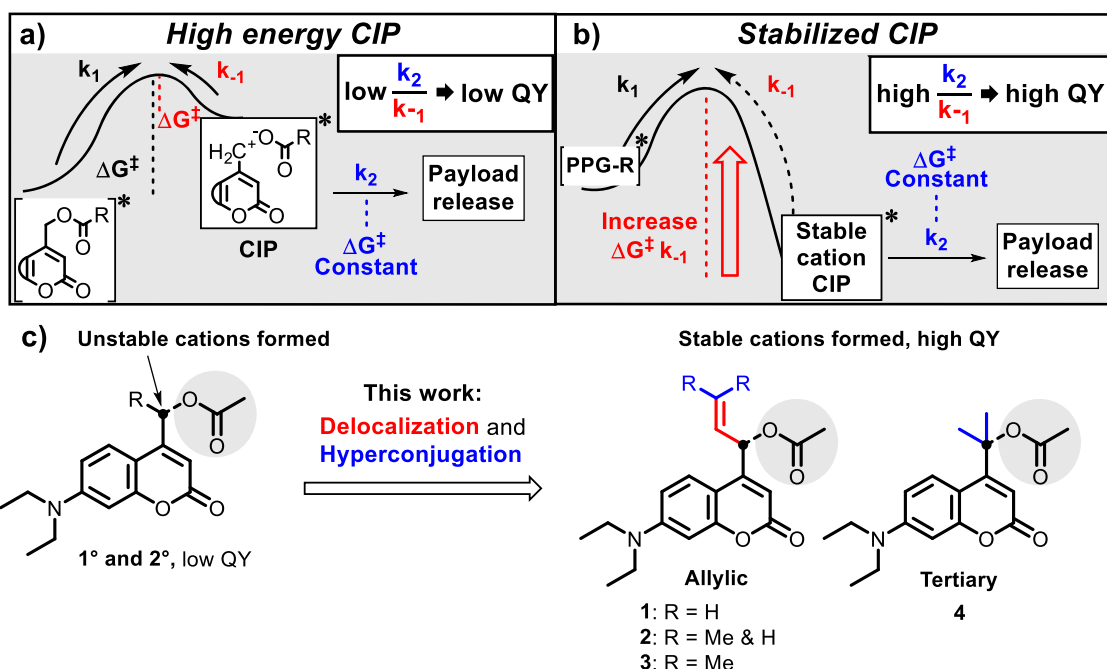 a)
High energy CIP
k1
k-1
ΔG‡
ΔG‡
low k2/k-1 ➡ low QY
O
R
O
O
O
*
H2C+
-O
R
O
O
O
*
CIP
k2
Payload
release
ΔG‡
Constant
b)
Stabilized CIP
k1
k-1
high k2/k-1 ➡ high QY
[PPG-R]*
Increase
ΔG‡ k-1
Stable
cation
CIP
*
ΔG‡
Constant
k2
Payload
release
c)
Unstable cations formed
R
O
O
N
O
O
1° and 2°, low QY
This work:
Delocalization and
Hyperconjugation
Stable cations formed, high QY
R
R
O
O
N
O
O
Allylic
1: R = H
2: R = Me & H
3: R = Me
O
O
N
O
O
Tertiary
4